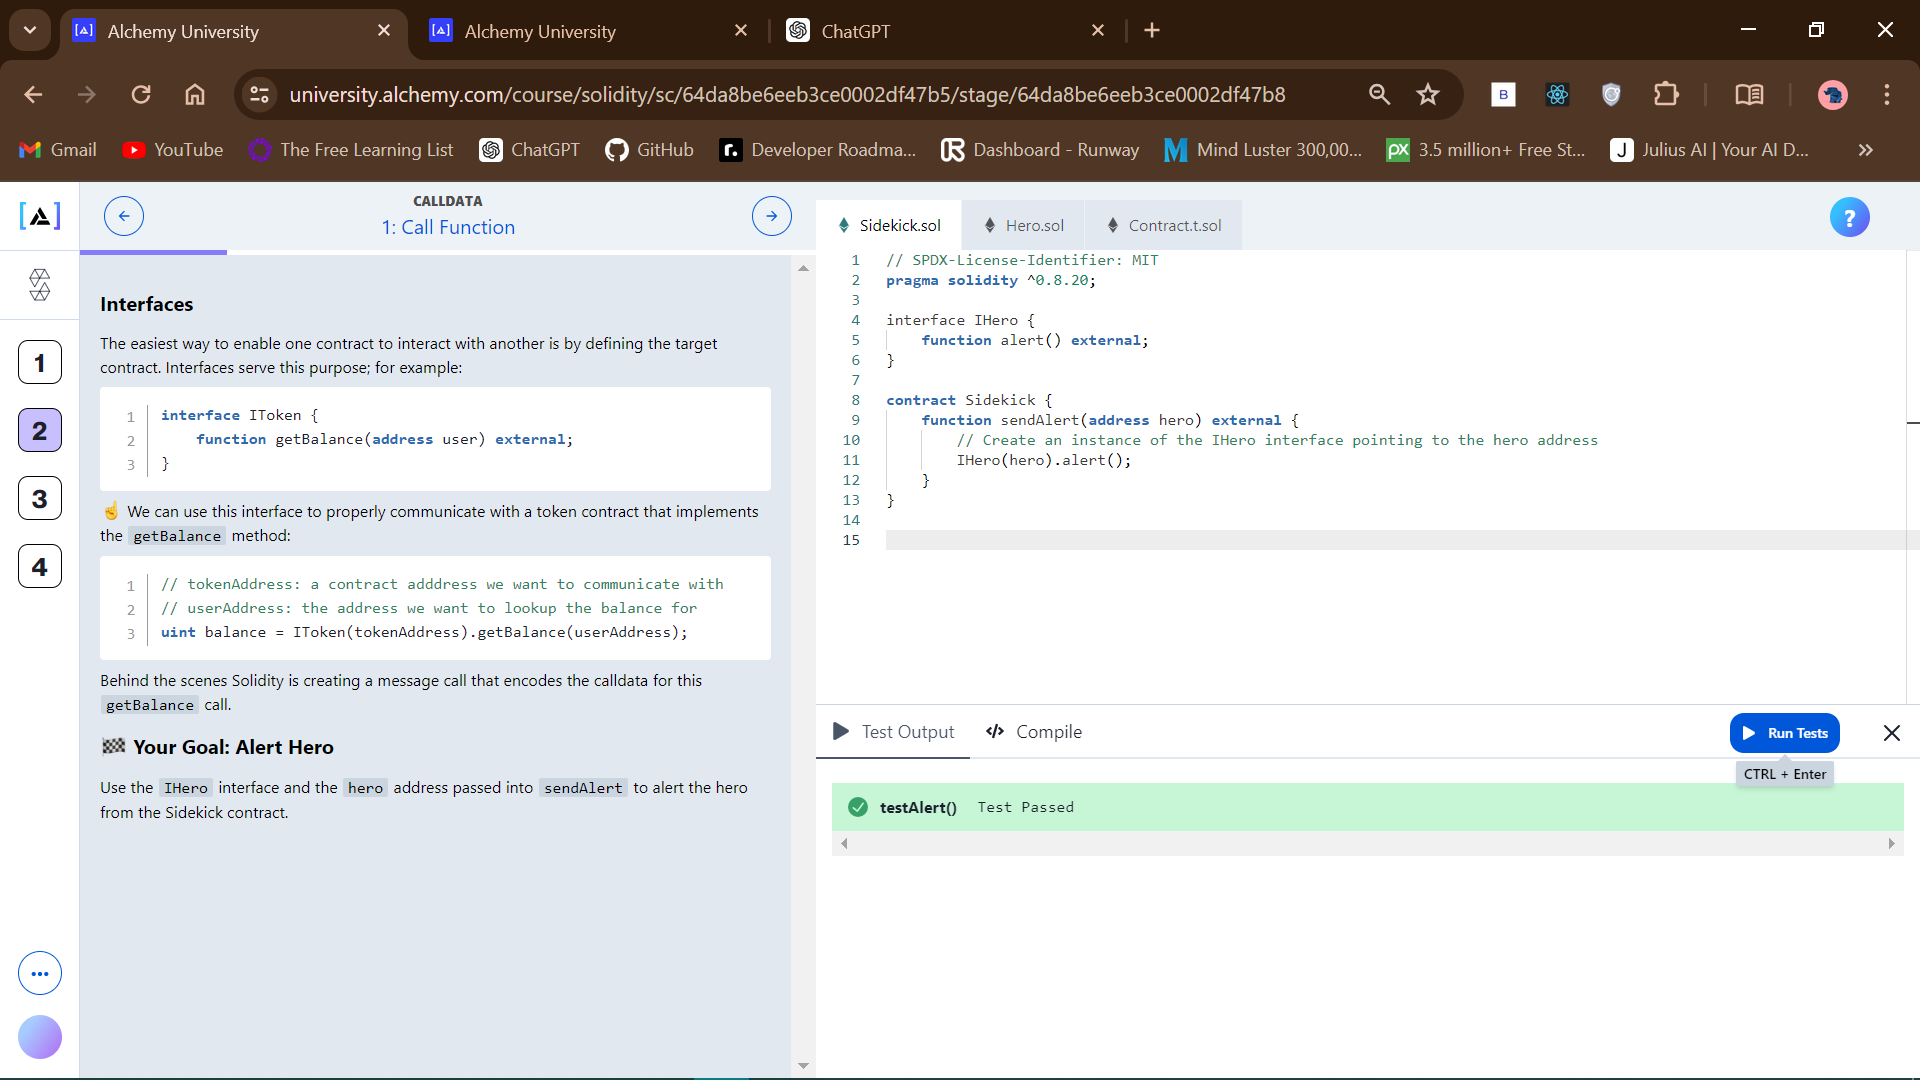 Alchemy University
Alchemy University
ChatGPT
university.alchemy.com/course/solidity/sc/64da8be6eeb3ce0002df47b5/stage/64da8be6eeb3ce0002df47b8
B
Gmail
YouTube
The Free Learning List
ChatGPT
GitHub
r.
Developer Roadma...
Dashboard - Runway
Mind Luster 300,00...
px
3.5 million+ Free St...
J
Julius AI | Your AI D...
CALLDATA
1: Call Function
1
2
3
4
Interfaces
The easiest way to enable one contract to interact with another is by defining the target
contract. Interfaces serve this purpose; for example:
1 interface IToken {
2 function getBalance(address user) external;
3 }
☝️ We can use this interface to properly communicate with a token contract that implements
the getBalance method:
1 // tokenAddress: a contract adddress we want to communicate with
2 // userAddress: the address we want to lookup the balance for
3 uint balance = IToken(tokenAddress).getBalance(userAddress);
Behind the scenes Solidity is creating a message call that encodes the calldata for this
getBalance call.
🏁 Your Goal: Alert Hero
Use the IHero interface and the hero address passed into sendAlert to alert the hero
from the Sidekick contract.
Sidekick.sol
Hero.sol
Contract.t.sol
?
1 // SPDX-License-Identifier: MIT
2 pragma solidity ^0.8.20;
3
4 interface IHero {
5 function alert() external;
6 }
7
8 contract Sidekick {
9 function sendAlert(address hero) external {
10 // Create an instance of the IHero interface pointing to the hero address
11 IHero(hero).alert();
12 }
13 }
14
15
Test Output
Compile
Run Tests
CTRL + Enter
testAlert() Test Passed